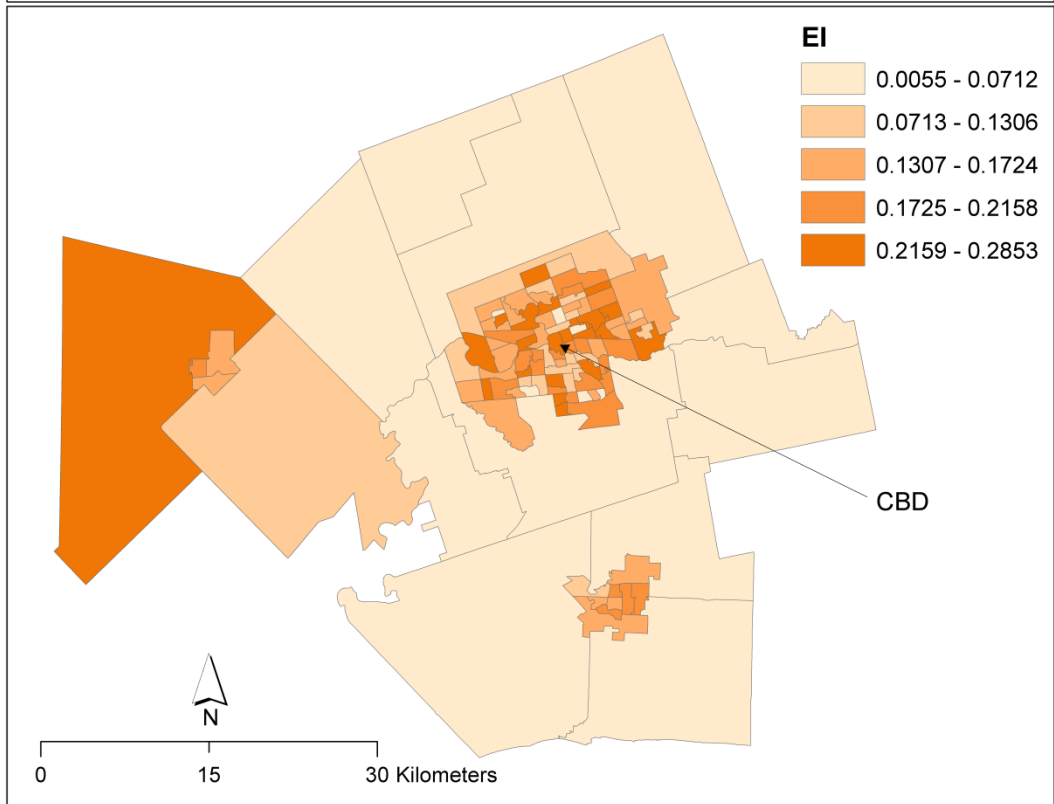 EI
0.0055 - 0.0712
0.0713 - 0.1306
0.1307 - 0.1724
0.1725 - 0.2158
0.2159 - 0.2853
CBD
N
0 15 30 Kilometers